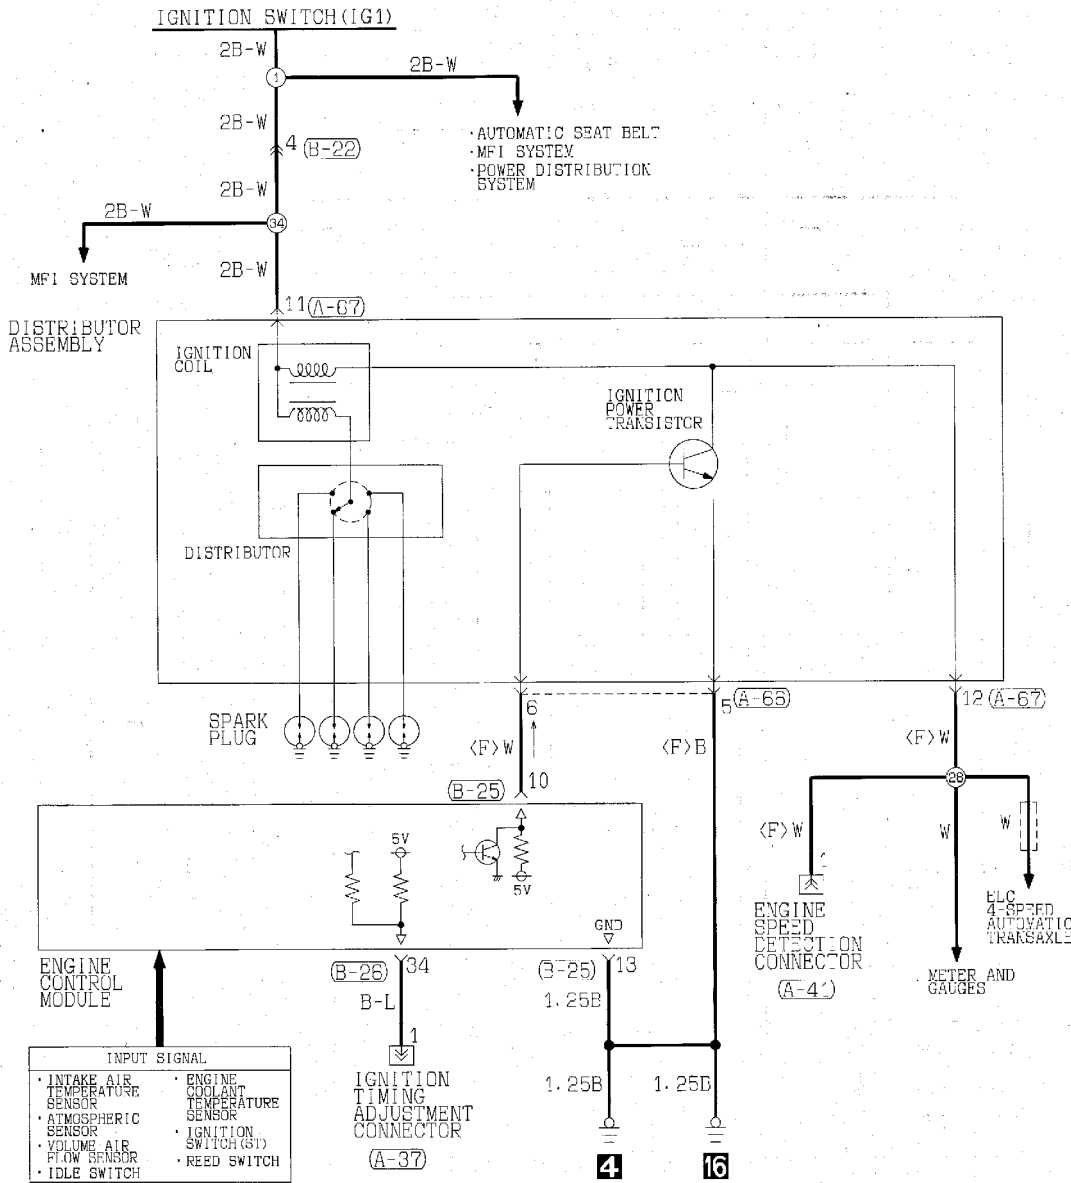 IGNITION SWITCH(IG1)
2B-W
1
2B-W
2B-W
4 (B-22)
·AUTOMATIC SEAT BELT
·MFI SYSTEM
·POWER DISTRIBUTION
SYSTEM
2B-W
2B-W
34
MFI SYSTEM
2B-W
11 (A-67)
DISTRIBUTOR
ASSEMBLY
IGNITION
COIL
IGNITION
POWER
TRANSISTOR
DISTRIBUTOR
SPARK
PLUG
6
5 (A-66)
12 (A-67)
<F>W
<F>B
<F>W
(B-25) 10
28
<F>W
W
W
5V
5V
1
GND
ENGINE
SPEED
DETECTION
CONNECTOR
(A-41)
ELC
4-SPEED
AUTOMATIC
TRANSAXLE
METER AND
GAUGES
ENGINE
CONTROL
MODULE
(B-26) 34
(B-25) 13
B-L
1.25B
1
IGNITION
TIMING
ADJUSTMENT
CONNECTOR
(A-37)
1.25B
1.25B
4
16
INPUT SIGNAL
· INTAKE AIR
TEMPERATURE
SENSOR
· ATMOSPHERIC
SENSOR
· VOLUME AIR
FLOW SENSOR
· IDLE SWITCH
· ENGINE
COOLANT
TEMPERATURE
SENSOR
· IGNITION
SWITCH(ST)
· REED SWITCH